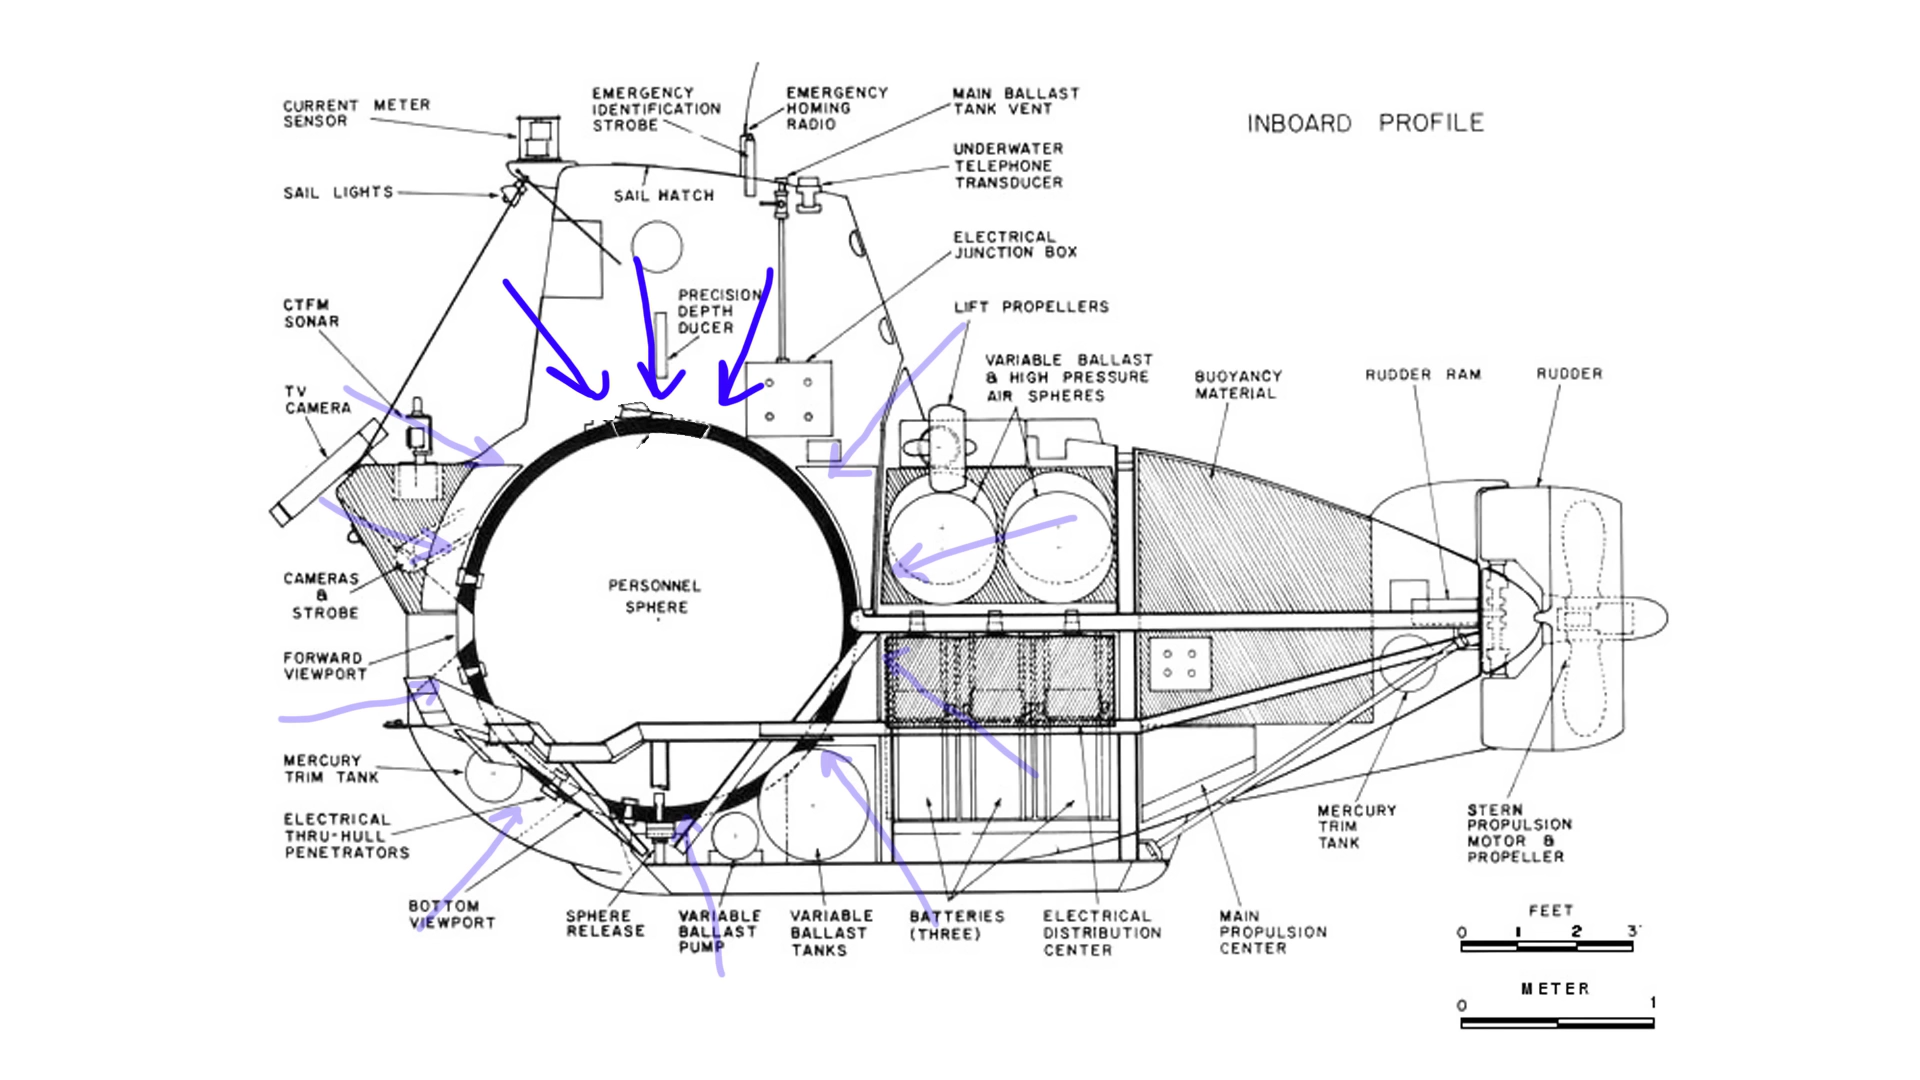 INBOARD PROFILE
CURRENT METER
SENSOR
EMERGENCY
IDENTIFICATION
STROBE
EMERGENCY
HOMING
RADIO
MAIN BALLAST
TANK VENT
UNDERWATER
TELEPHONE
TRANSDUCER
SAIL LIGHTS
SAIL HATCH
ELECTRICAL
JUNCTION BOX
CTFM
SONAR
PRECISION
DEPTH
DUCER
LIFT PROPELLERS
TV
CAMERA
VARIABLE BALLAST
& HIGH PRESSURE
AIR SPHERES
BUOYANCY
MATERIAL
RUDDER RAM
RUDDER
CAMERAS
&
STROBE
PERSONNEL
SPHERE
FORWARD
VIEWPORT
MERCURY
TRIM TANK
ELECTRICAL
THRU-HULL
PENETRATORS
BOTTOM
VIEWPORT
SPHERE
RELEASE
VARIABLE
BALLAST
PUMP
VARIABLE
BALLAST
TANKS
BATTERIES
(THREE)
ELECTRICAL
DISTRIBUTION
CENTER
MAIN
PROPULSION
CENTER
MERCURY
TRIM
TANK
STERN
PROPULSION
MOTOR &
PROPELLER
FEET
0 1 2 3
METER
0 1